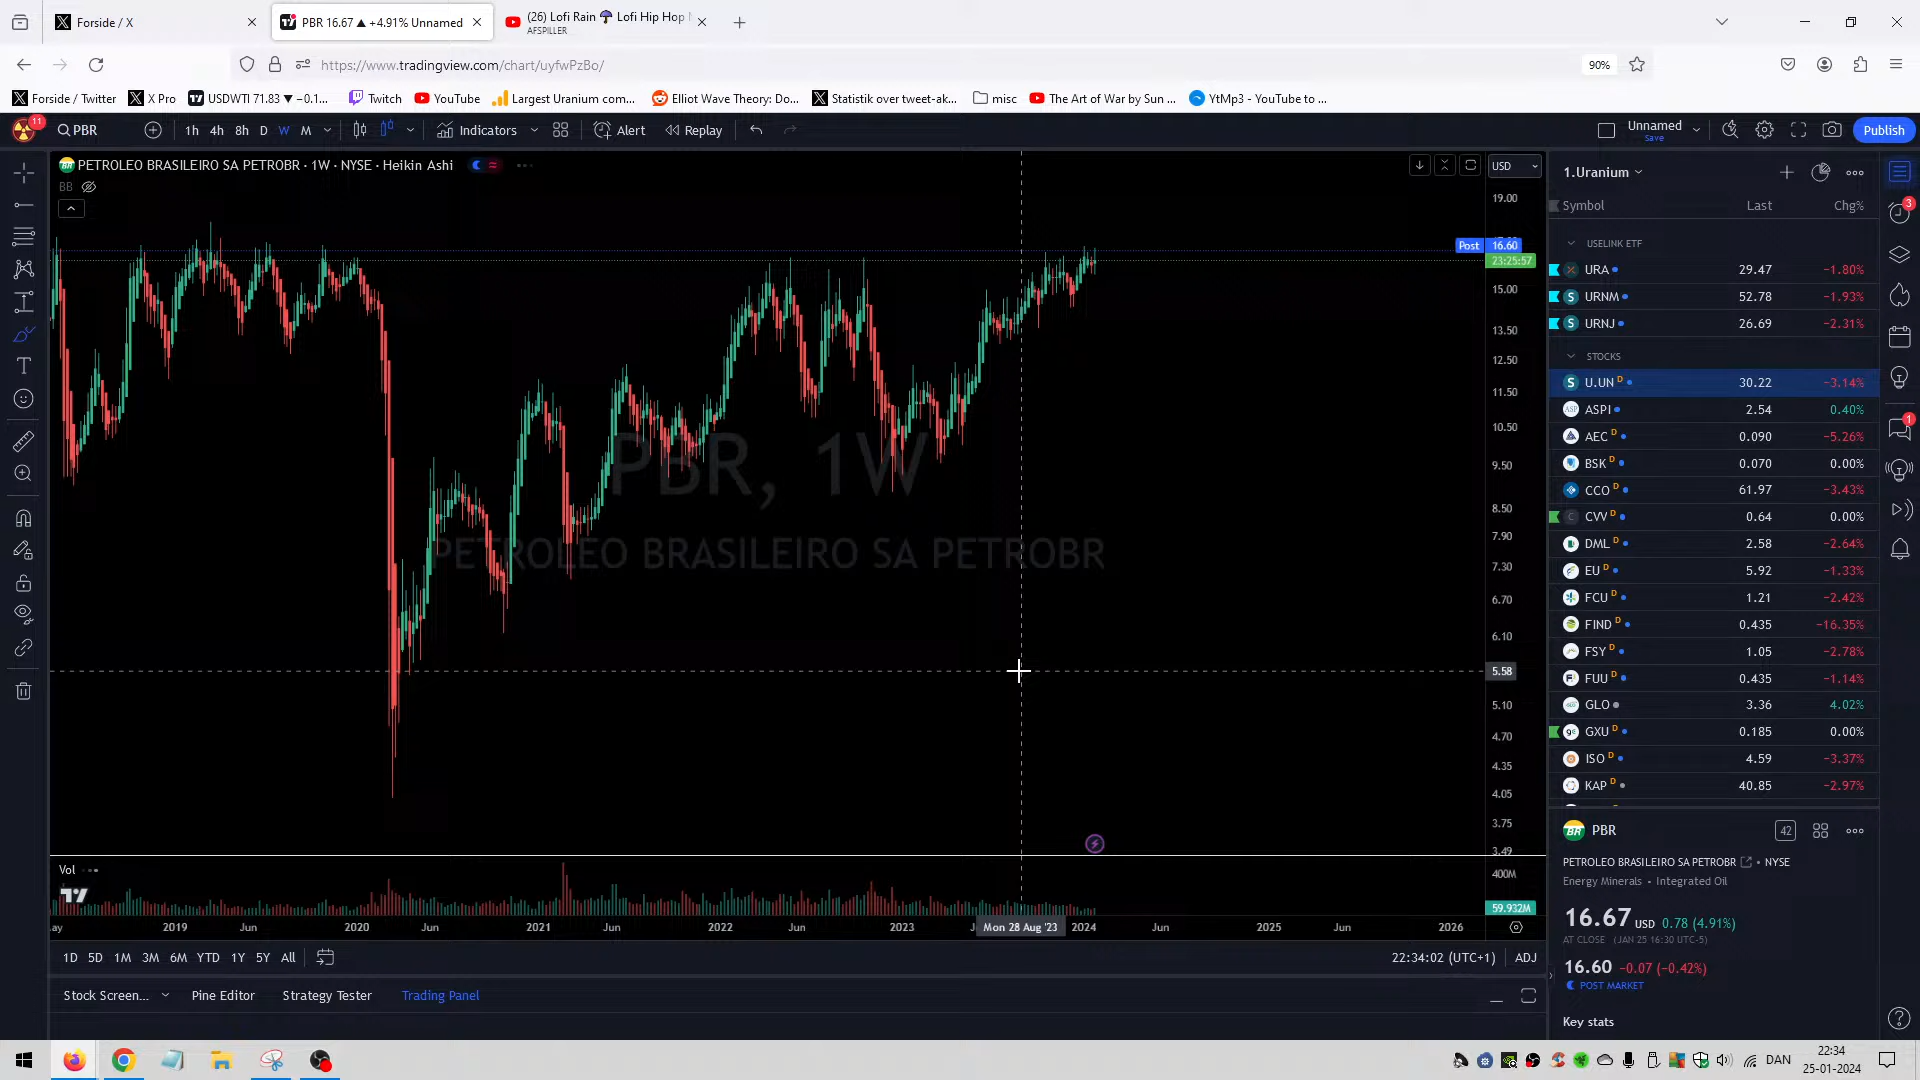 Forside / X
PBR 16.67 ▲ +4.91% Unnamed
(26) Lofi Rain ☔ Lofi Hip Hop
AFSPILLER
https://www.tradingview.com/chart/uyfwPzBo/
90%
Forside / Twitter
X Pro
USDWTI 71.83 ▼ −0.1...
Twitch
YouTube
Largest Uranium com...
Elliot Wave Theory: Do...
Statistik over tweet-ak...
misc
The Art of War by Sun ...
YtMp3 - YouTube to ...
11
PBR
1h 4h 8h D W M
Indicators
Alert
Replay
Unnamed
Save
Publish
PETROLEO BRASILEIRO SA PETROBR · 1W · NYSE · Heikin Ashi
BB
USD
PBR, 1W
PETROLEO BRASILEIRO SA PETROBR
19.00
Post 16.60
23:25:57
15.00
13.50
12.50
11.50
10.50
9.50
8.50
7.90
7.30
6.70
6.10
5.58
5.10
4.70
4.35
4.05
3.75
3.49
Vol
400M
59.932M
ay 2019 Jun 2020 Jun 2021 Jun 2022 Jun 2023 Mon 28 Aug '23 2024 Jun 2025 Jun 2026
1D 5D 1M 3M 6M YTD 1Y 5Y All
22:34:02 (UTC+1)
ADJ
Stock Screen...
Pine Editor
Strategy Tester
Trading Panel
1.Uranium
Symbol Last Chg%
USELINK ETF
URA 29.47 −1.80%
URNM 52.78 −1.93%
URNJ 26.69 −2.31%
STOCKS
U.UN D 30.22 −3.14%
ASPI 2.54 0.40%
AEC D 0.090 −5.26%
BSK D 0.070 0.00%
CCO D 61.97 −3.43%
CVV D 0.64 0.00%
DML D 2.58 −2.64%
EU D 5.92 −1.33%
FCU D 1.21 −2.42%
FIND D 0.435 −16.35%
FSY D 1.05 −2.78%
FUU D 0.435 −1.14%
GLO 3.36 4.02%
GXU D 0.185 0.00%
ISO D 4.59 −3.37%
KAP D 40.85 −2.97%
PBR
42
PETROLEO BRASILEIRO SA PETROBR • NYSE
Energy Minerals • Integrated Oil
16.67 USD 0.78 (4.91%)
AT CLOSE (JAN 25 16:30 UTC-5)
16.60 −0.07 (−0.42%)
POST MARKET
Key stats
3
1
DAN
22:34
25-01-2024